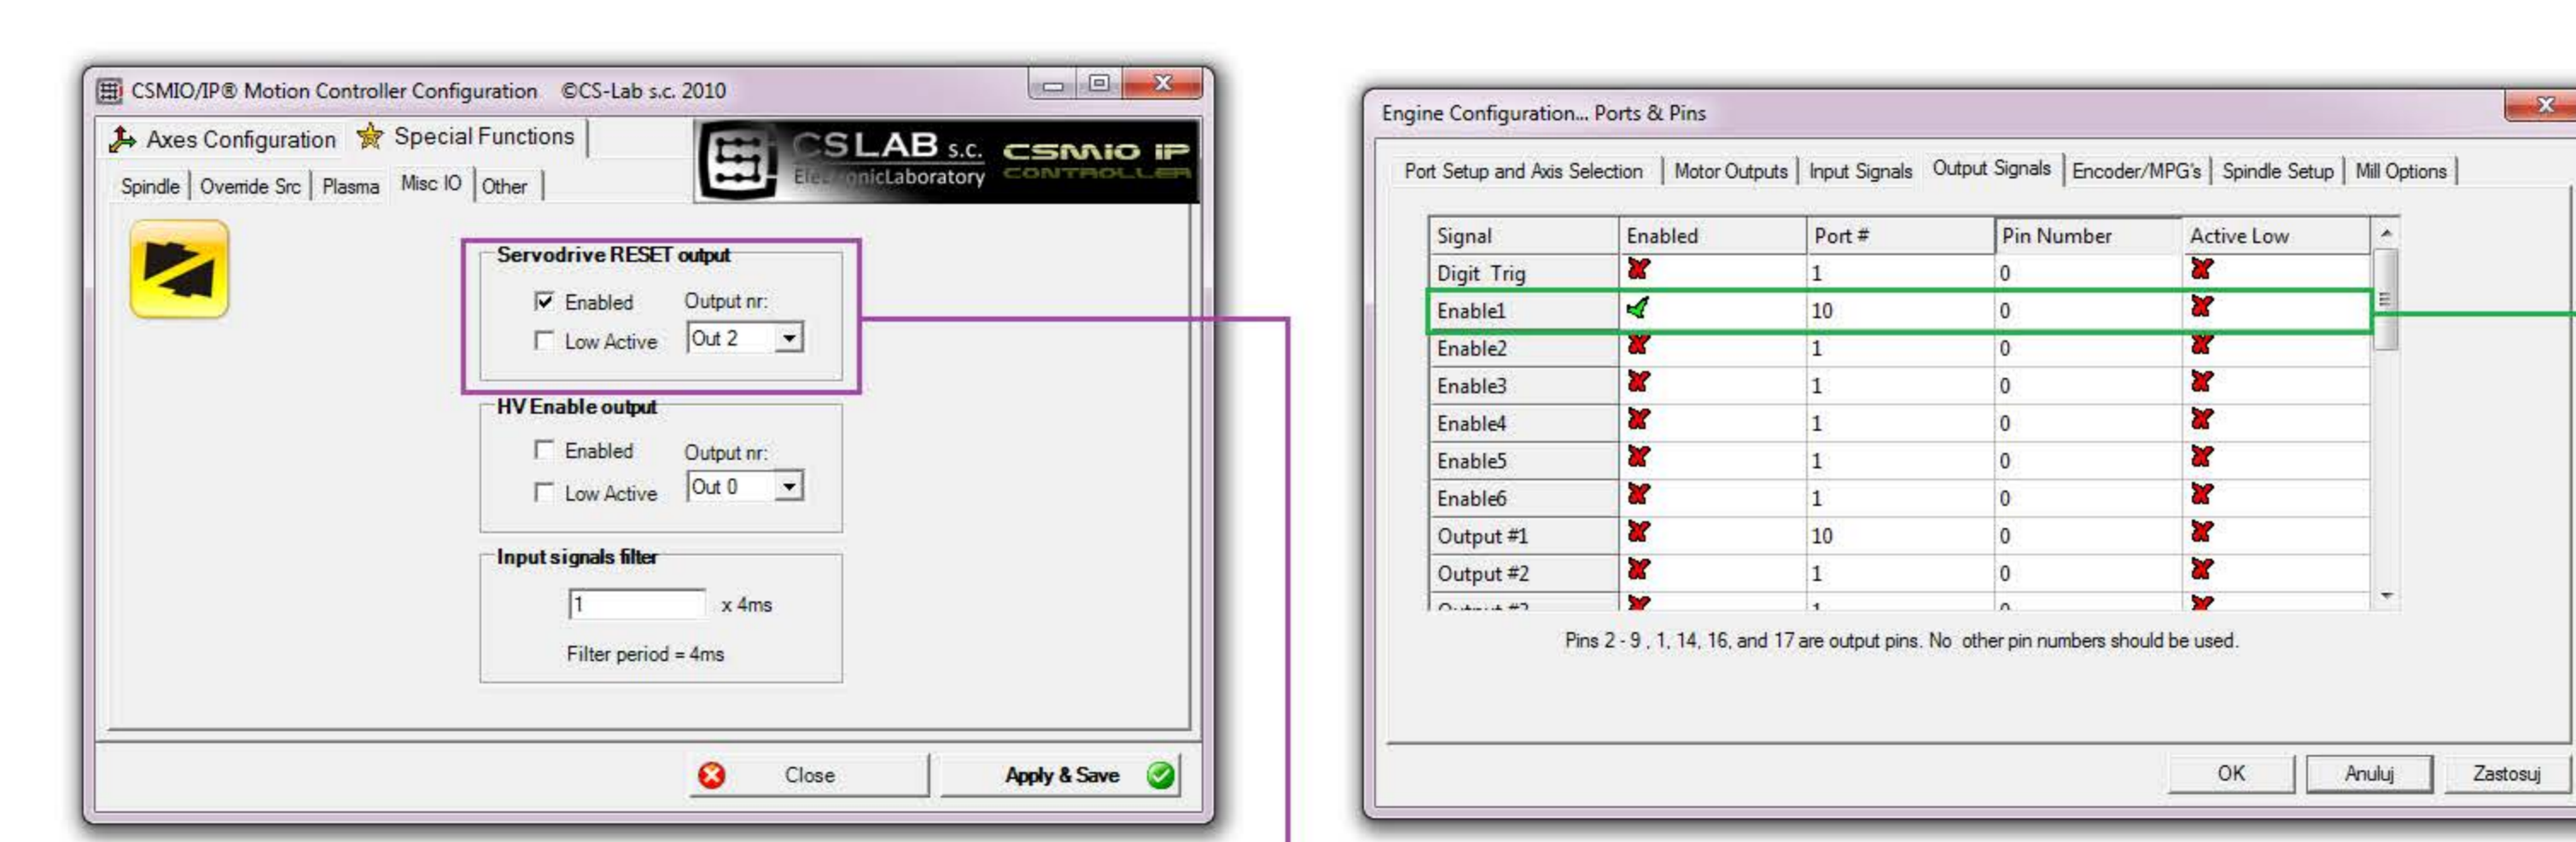 CSMIO/IP® Motion Controller Configuration ©CS-Lab s.c. 2010
Axes Configuration Special Functions
CSLAB s.c.
ElectronicLaboratory
CSMIO IP
CONTROLLER
Spindle Override Src Plasma Misc IO Other
Servodrive RESET output
Enabled Output nr:
Low Active Out 2
HV Enable output
Enabled Output nr:
Low Active Out 0
Input signals filter
1 x 4ms
Filter period = 4ms
Close Apply & Save
Engine Configuration... Ports & Pins
Port Setup and Axis Selection Motor Outputs Input Signals Output Signals Encoder/MPG's Spindle Setup Mill Options
Signal Enabled Port # Pin Number Active Low
Digit Trig 1 0
Enable1 10 0
Enable2 1 0
Enable3 1 0
Enable4 1 0
Enable5 1 0
Enable6 1 0
Output #1 10 0
Output #2 1 0
Pins 2 - 9 , 1, 14, 16, and 17 are output pins. No other pin numbers should be used.
OK Anuluj Zastosuj